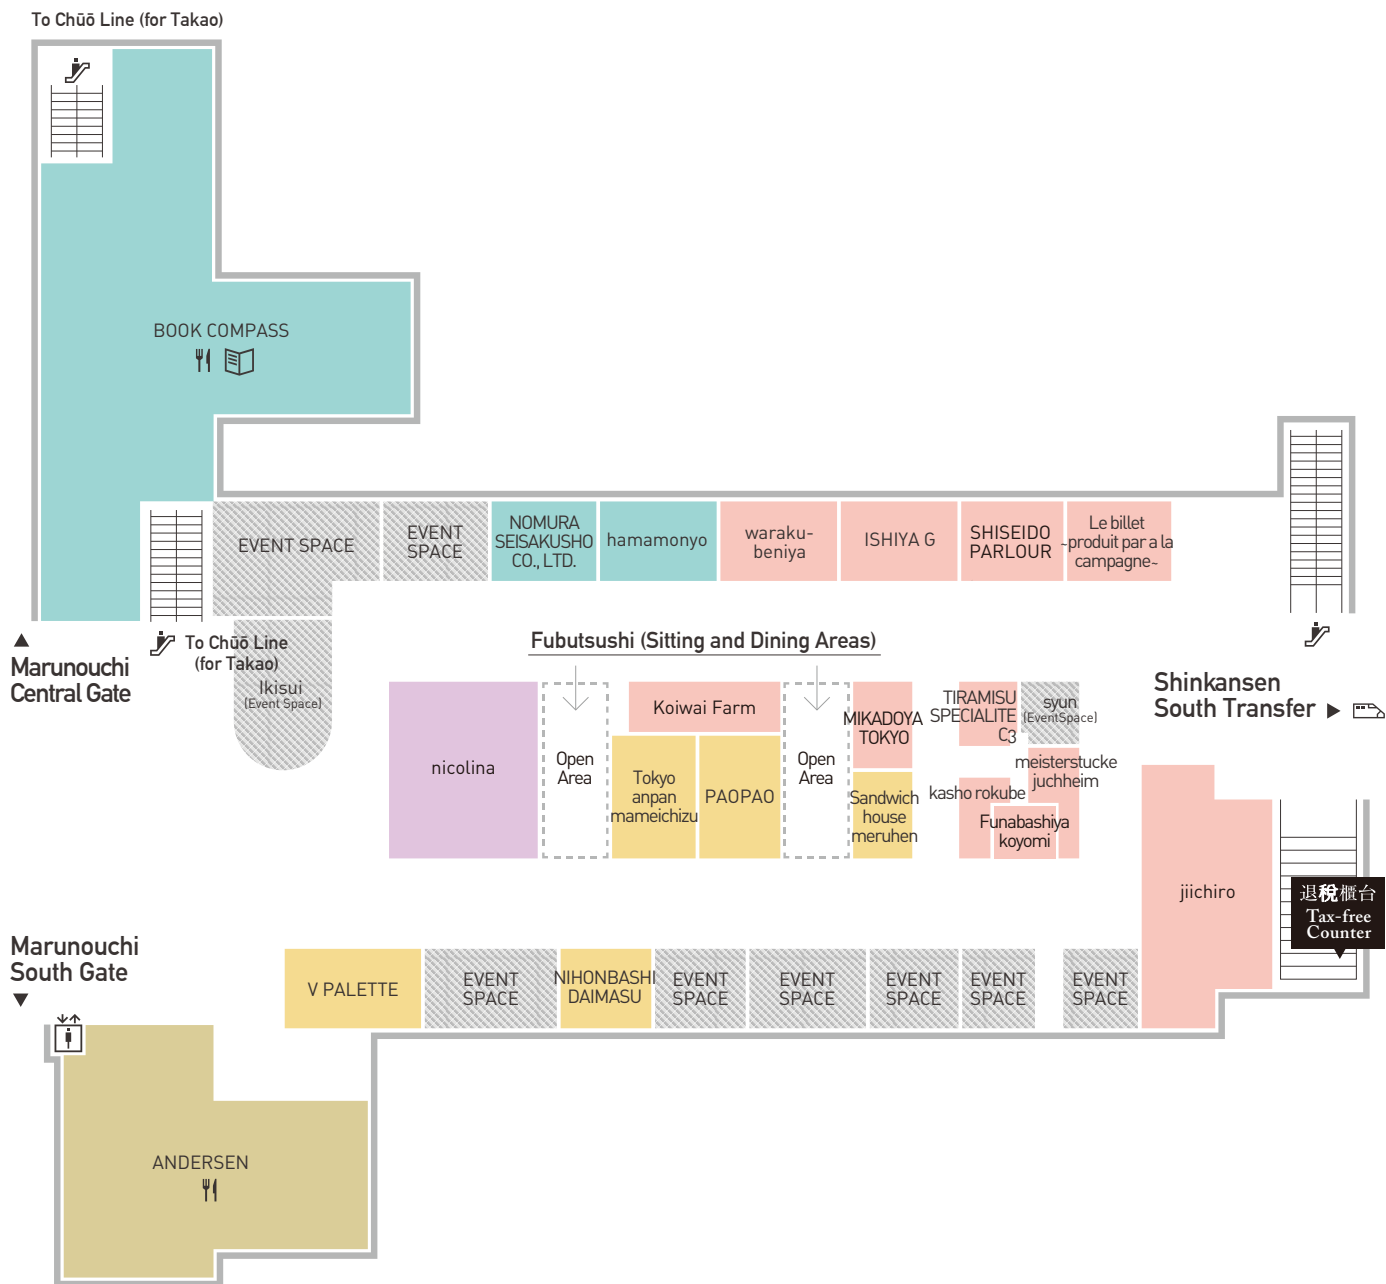 To Chūō Line (for Takao)
BOOK COMPASS
EVENT SPACE
EVENT
SPACE
NOMURA
SEISAKUSHO
CO., LTD.
hamamonyo
waraku-
beniya
ISHIYA G
SHISEIDO
PARLOUR
Le billet
~produit par a la
campagne~
To Chūō Line
(for Takao)
Marunouchi
Central Gate
Ikisui
(Event Space)
Fubutsushi (Sitting and Dining Areas)
Shinkansen
South Transfer
nicolina
Open
Area
Koiwai Farm
Tokyo
anpan
mameichizu
PAOPAO
Open
Area
MIKADOYA
TOKYO
Sandwich
house
meruhen
TIRAMISU
SPECIALITE
C3
syun
(EventSpace)
meisterstucke
juchheim
kasho rokube
Funabashiya
koyomi
jiichiro
退稅櫃台
Tax-free
Counter
Marunouchi
South Gate
V PALETTE
EVENT
SPACE
NIHONBASHI
DAIMASU
EVENT
SPACE
EVENT
SPACE
EVENT
SPACE
EVENT
SPACE
EVENT
SPACE
ANDERSEN